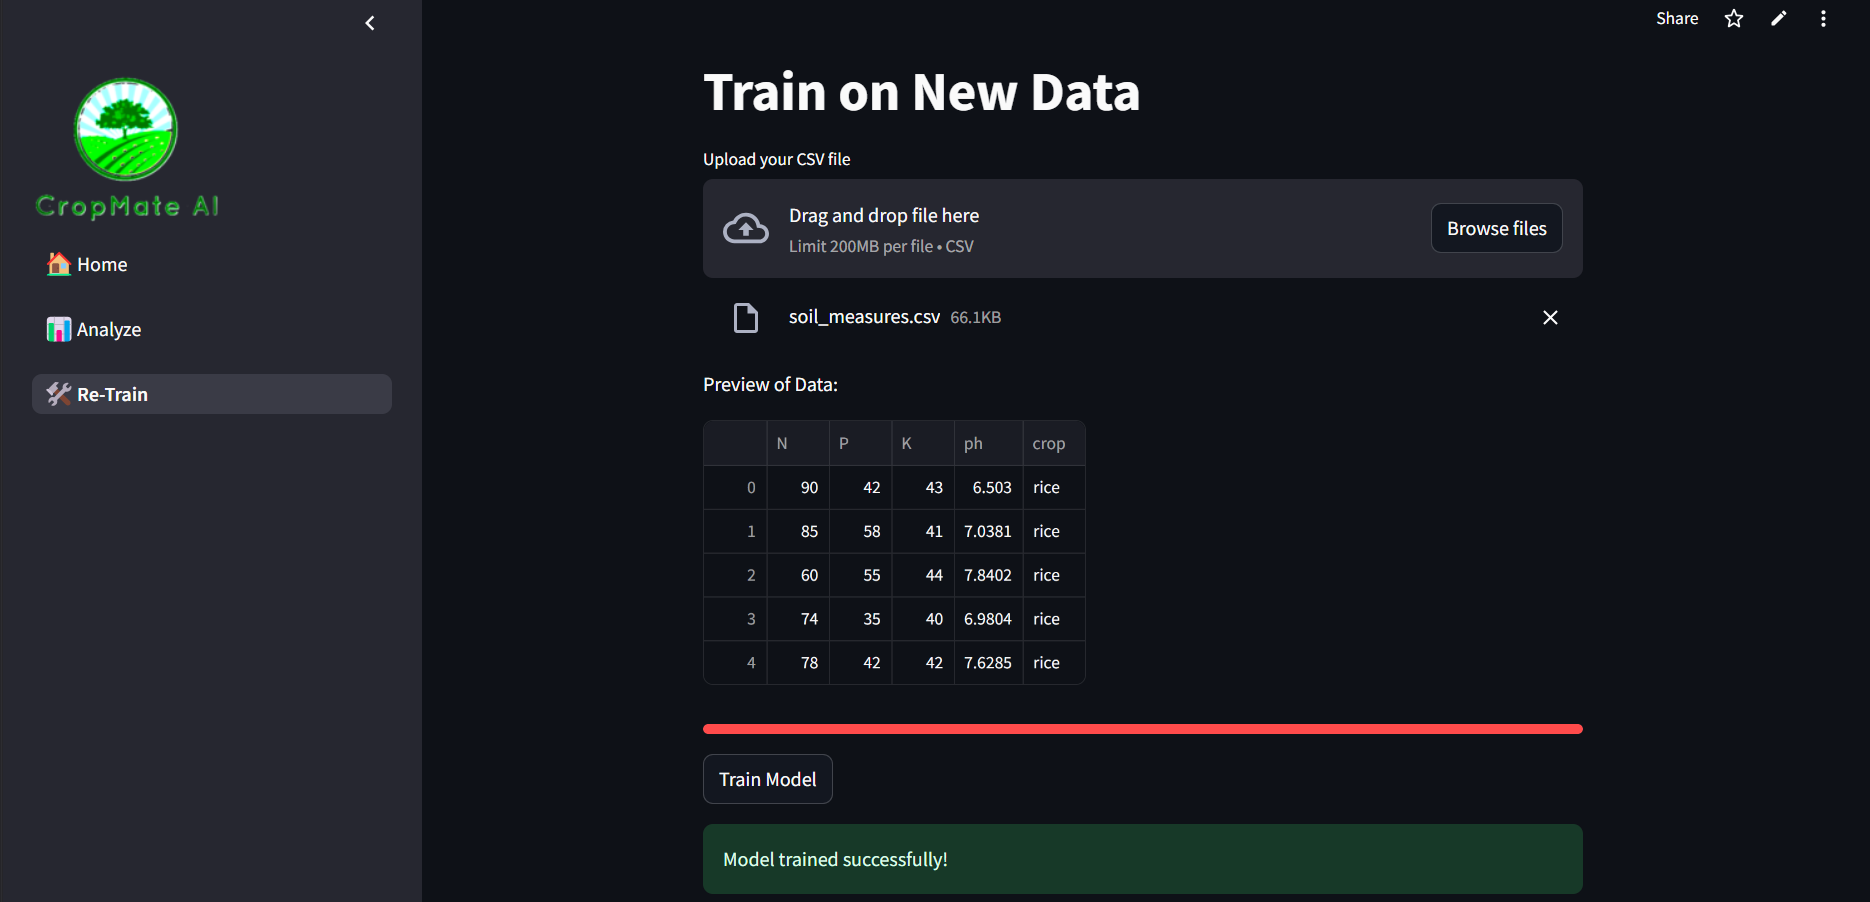 Share
CropMate AI
Home
Analyze
Re-Train
Train on New Data
Upload your CSV file
Drag and drop file here
Limit 200MB per file • CSV
Browse files
soil_measures.csv 66.1KB
Preview of Data:
N P K ph crop
0 90 42 43 6.503 rice
1 85 58 41 7.0381 rice
2 60 55 44 7.8402 rice
3 74 35 40 6.9804 rice
4 78 42 42 7.6285 rice
Train Model
Model trained successfully!